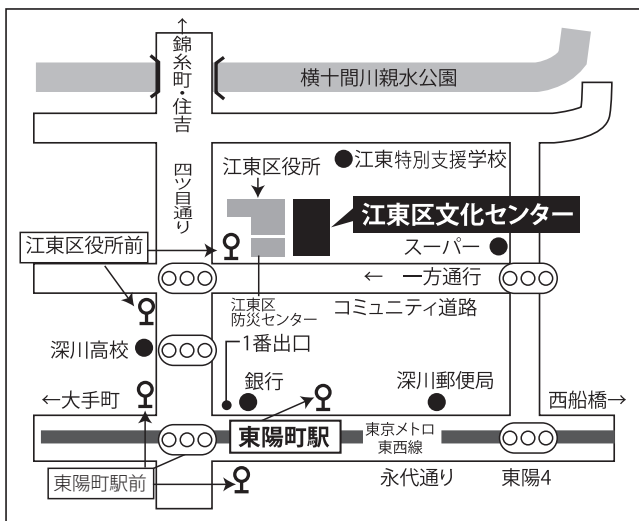 ↑錦糸町・住吉
横十間川親水公園
四ツ目通り
江東区役所
江東特別支援学校
江東区文化センター
江東区役所前
スーパー
← 一方通行
江東区
防災センター
コミュニティ道路
深川高校
1番出口
銀行
深川郵便局
←大手町
西船橋→
東陽町駅
東京メトロ
東西線
東陽町駅前
永代通り
東陽4